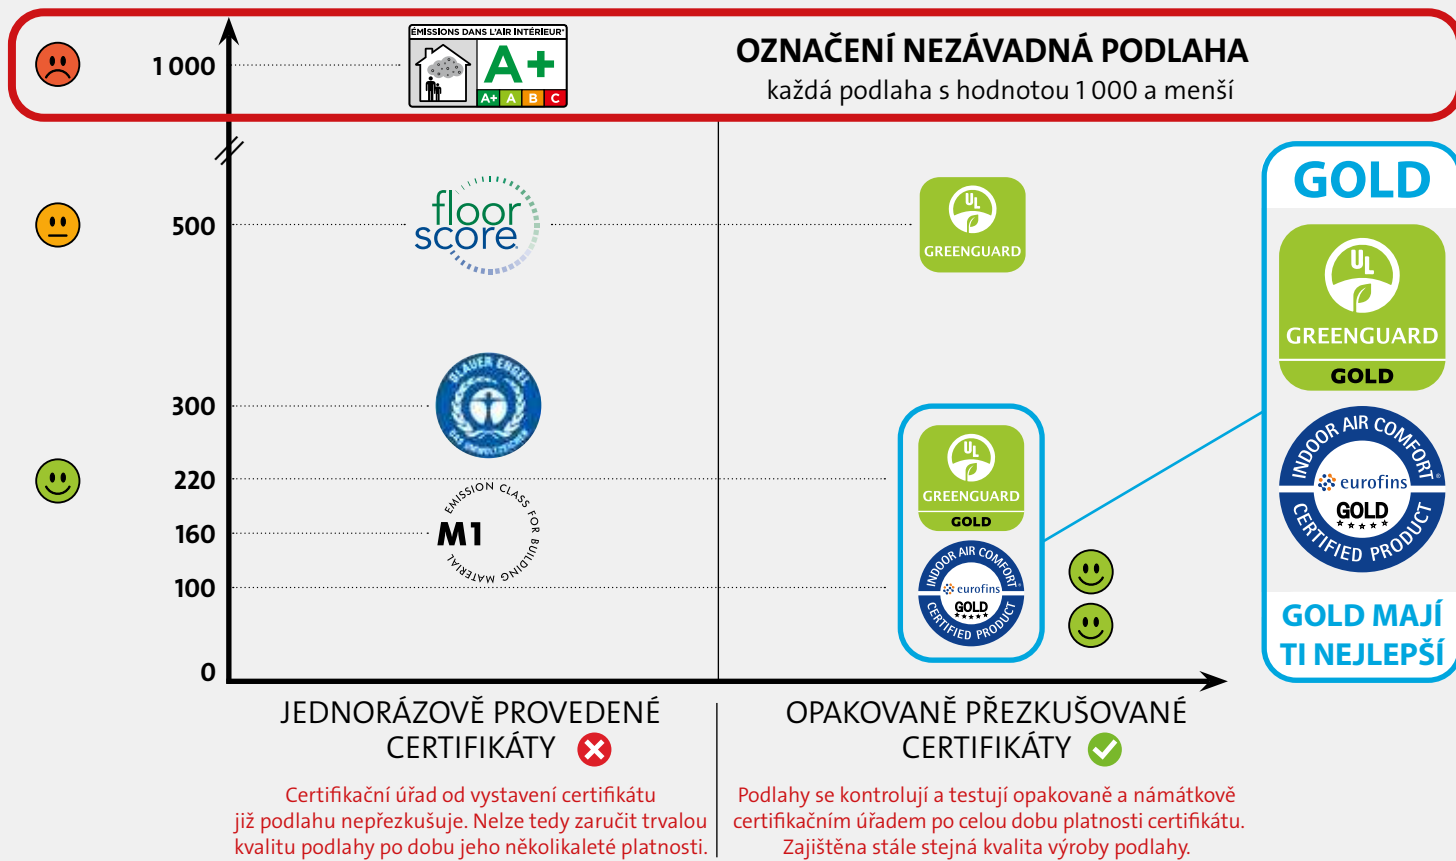 1 000
ÉMISSIONS DANS L'AIR INTÉRIEUR*
A+
A+ A B C
OZNAČENÍ NEZÁVADNÁ PODLAHA
každá podlaha s hodnotou 1 000 a menší
500
floor
score
UL
GREENGUARD
300
BLAUER ENGEL
DAS UMWELTZEICHEN
220
UL
GREENGUARD
GOLD
160
M1
EMISSION CLASS FOR BUILDING MATERIAL
100
INDOOR AIR COMFORT
eurofins
GOLD
CERTIFIED PRODUCT
0
GOLD
UL
GREENGUARD
GOLD
INDOOR AIR COMFORT®
eurofins
GOLD
CERTIFIED PRODUCT
GOLD MAJÍ
TI NEJLEPŠÍ
JEDNORÁZOVĚ PROVEDENÉ
CERTIFIKÁTY
Certifikační úřad od vystavení certifikátu
již podlahu nepřezkušuje. Nelze tedy zaručit trvalou
kvalitu podlahy po dobu jeho několikaleté platnosti.
OPAKOVANĚ PŘEZKUŠOVANÉ
CERTIFIKÁTY
Podlahy se kontrolují a testují opakovaně a námátkově
certifikačním úřadem po celou dobu platnosti certifikátu.
Zajištěna stále stejná kvalita výroby podlahy.